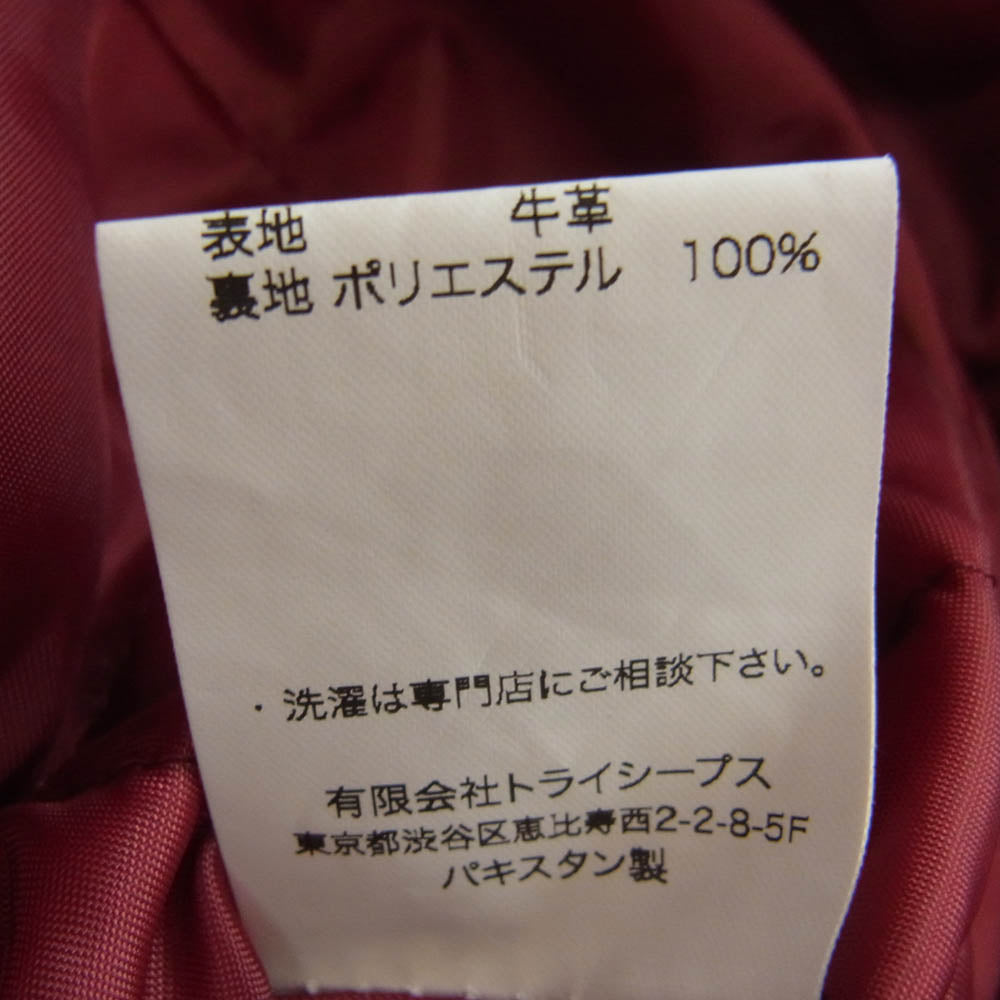 表地 牛革
裏地 ポリエステル 100%
・洗濯は専門店にご相談下さい。
有限会社トライシープス
東京都渋谷区恵比寿西2-2-8-5F
パキスタン製